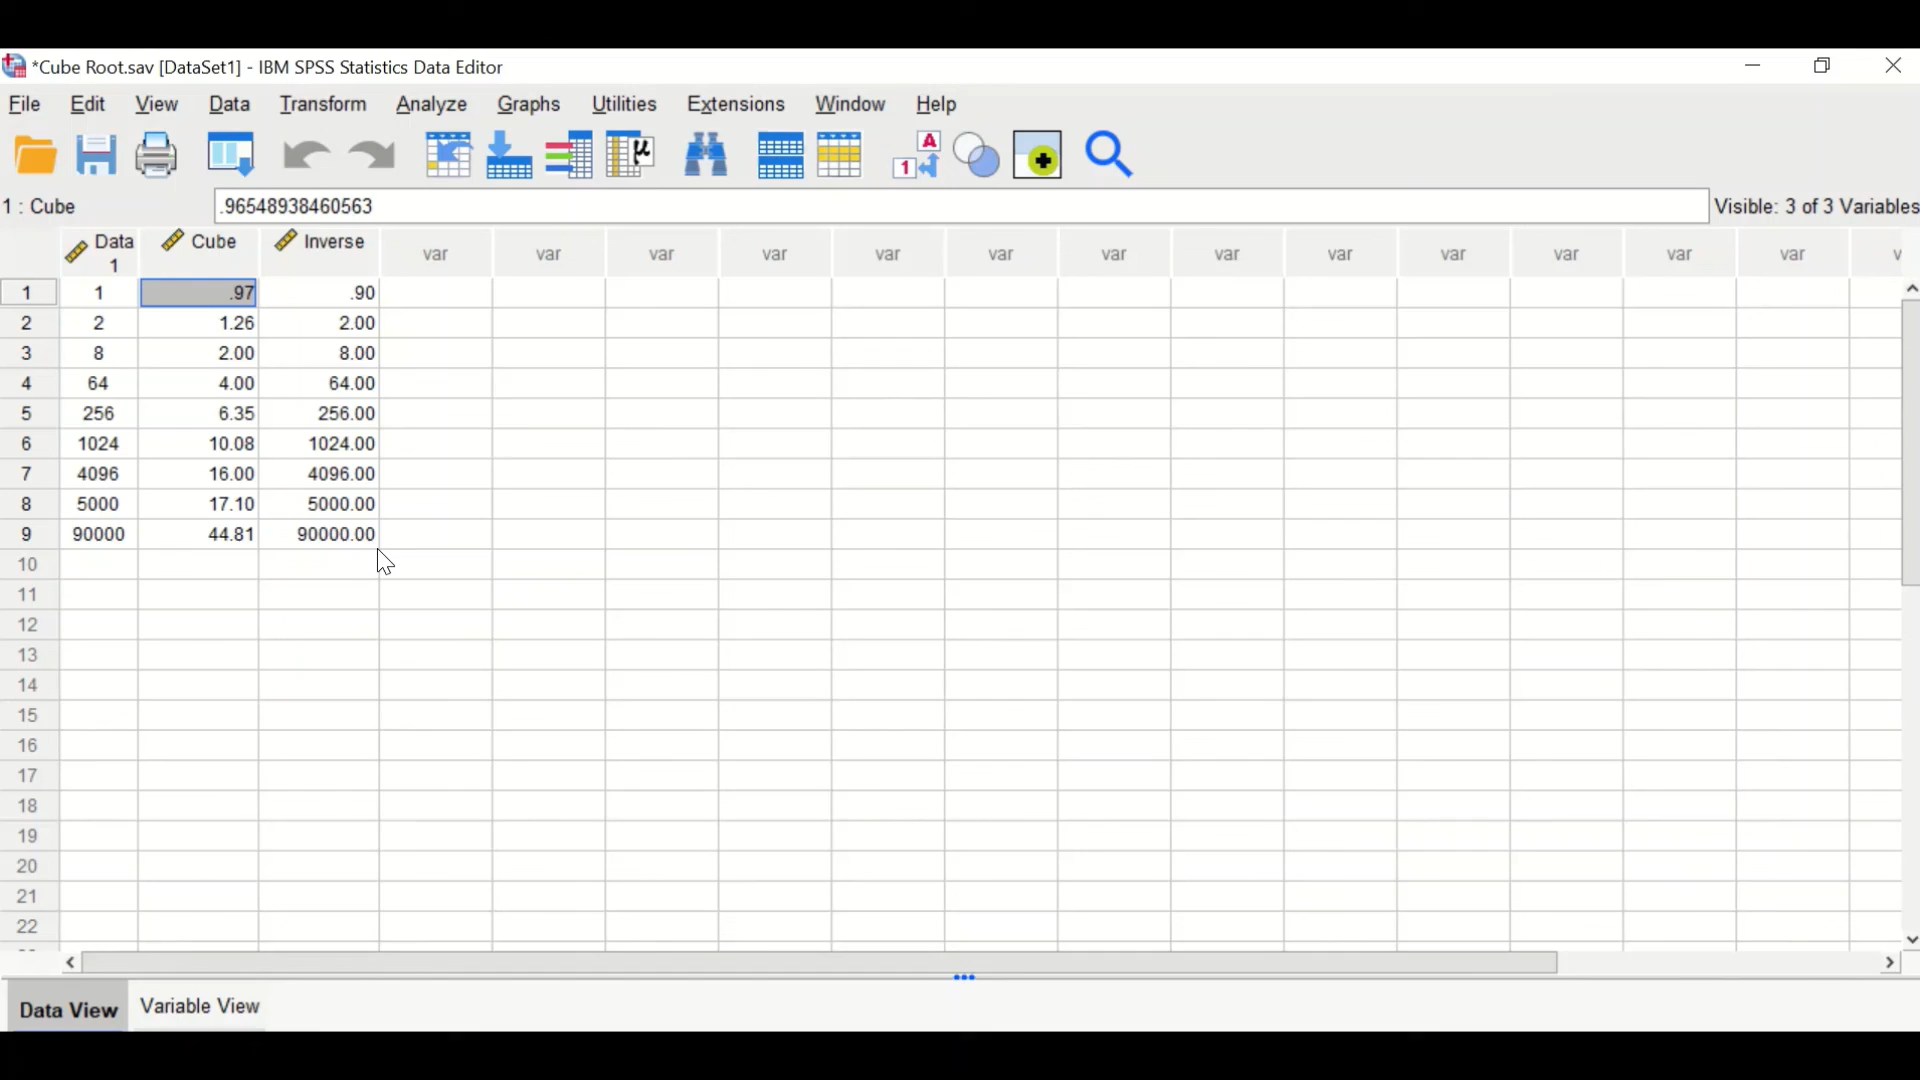 *Cube Root.sav [DataSet1] - IBM SPSS Statistics Data Editor
File Edit View Data Transform Analyze Graphs Utilities Extensions Window Help
1 : Cube .96548938460563 Visible: 3 of 3 Variables
Data 1 Cube Inverse var var var var var var var var var var var var var
1 1 .97 .90
2 2 1.26 2.00
3 8 2.00 8.00
4 64 4.00 64.00
5 256 6.35 256.00
6 1024 10.08 1024.00
7 4096 16.00 4096.00
8 5000 17.10 5000.00
9 90000 44.81 90000.00
10
11
12
13
14
15
16
17
18
19
20
21
22
Data View Variable View